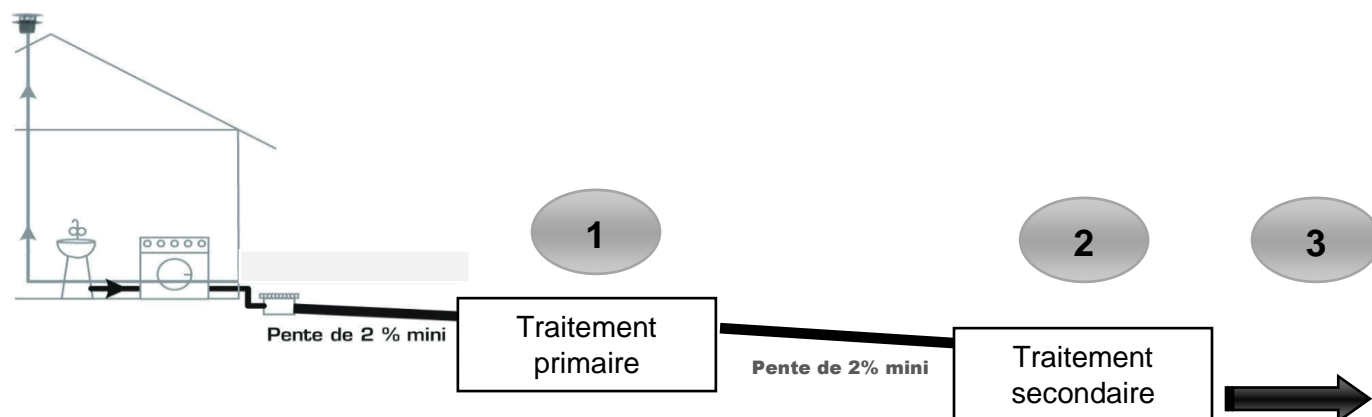 1
2
3
Pente de 2 % mini
Traitement
primaire
Pente de 2% mini
Traitement
secondaire